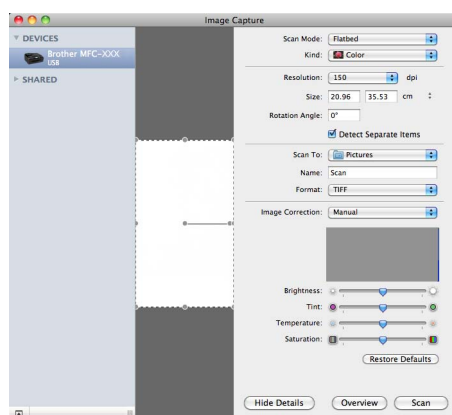 Image Capture
DEVICES
Brother MFC-XXX
USB
SHARED
Scan Mode: Flatbed
Kind: Color
Resolution: 150 dpi
Size: 20.96 35.53 cm
Rotation Angle: 0°
Detect Separate Items
Scan To: Pictures
Name: Scan
Format: TIFF
Image Correction: Manual
Brightness:
Tint:
Temperature:
Saturation:
Restore Defaults
Hide Details Overview Scan